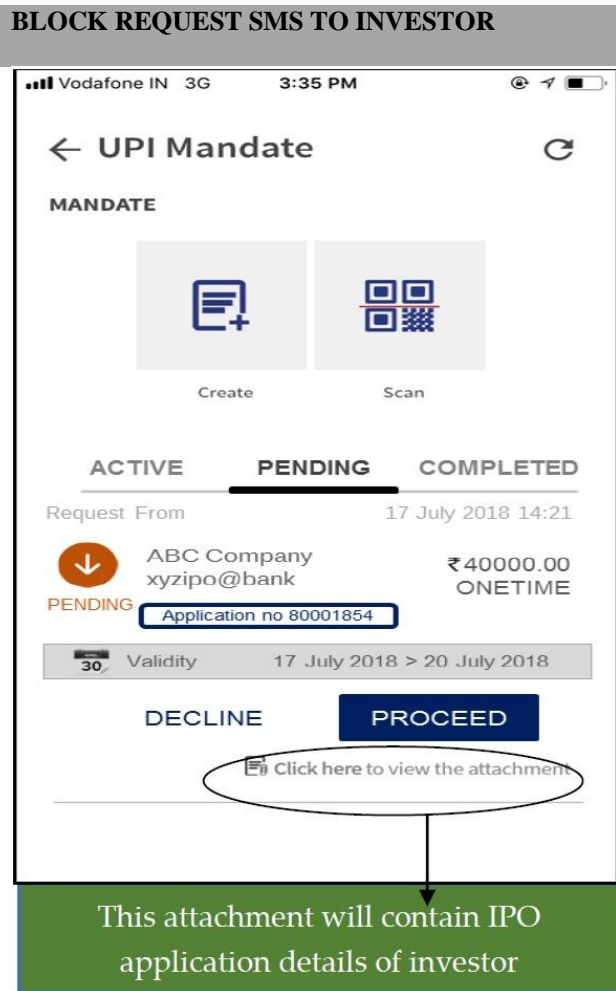 BLOCK REQUEST SMS TO INVESTOR
Vodafone IN 3G 3:35 PM
← UPI Mandate
MANDATE
Create Scan
ACTIVE PENDING COMPLETED
Request From 17 July 2018 14:21
ABC Company ₹40000.00
xyzipo@bank ONETIME
PENDING
Application no 80001854
30 Validity 17 July 2018 > 20 July 2018
DECLINE PROCEED
Click here to view the attachment
This attachment will contain IPO
application details of investor